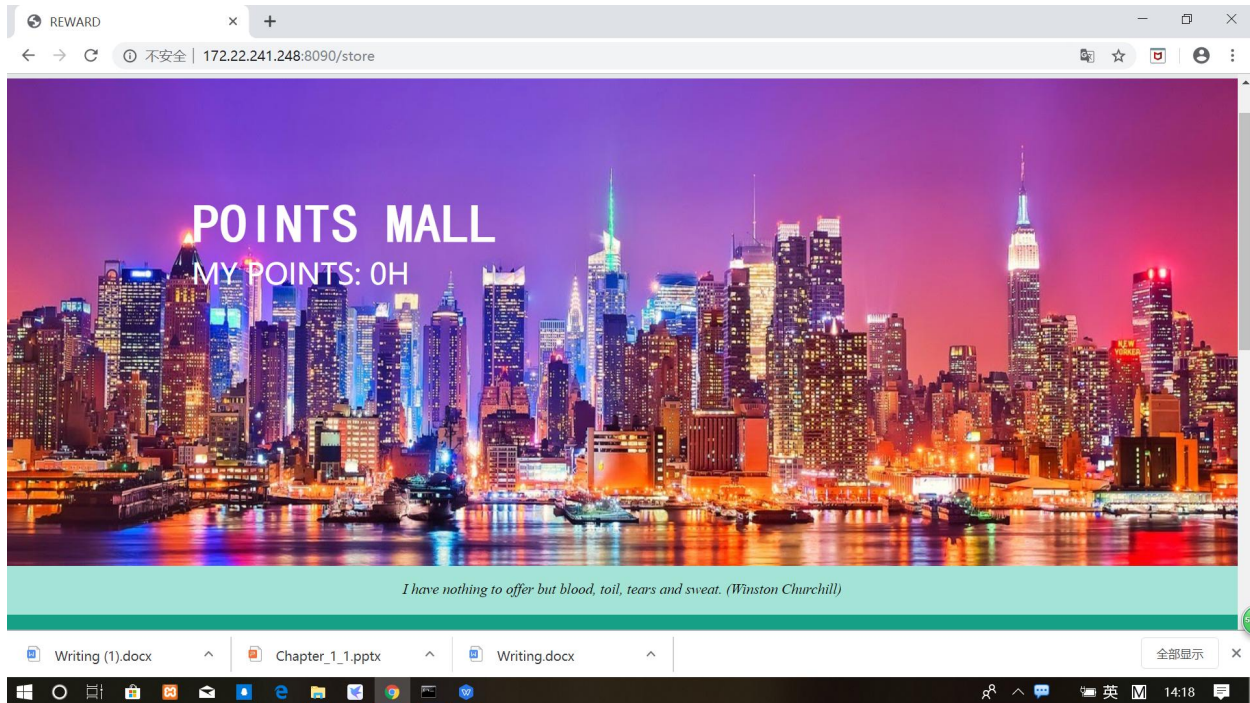 REWARD
不安全 172.22.241.248:8090/store
POINTS MALL
MY POINTS: 0H
NEW YORKER
I have nothing to offer but blood, toil, tears and sweat. (Winston Churchill)
Writing (1).docx
Chapter_1_1.pptx
Writing.docx
全部显示
英
M
14:18